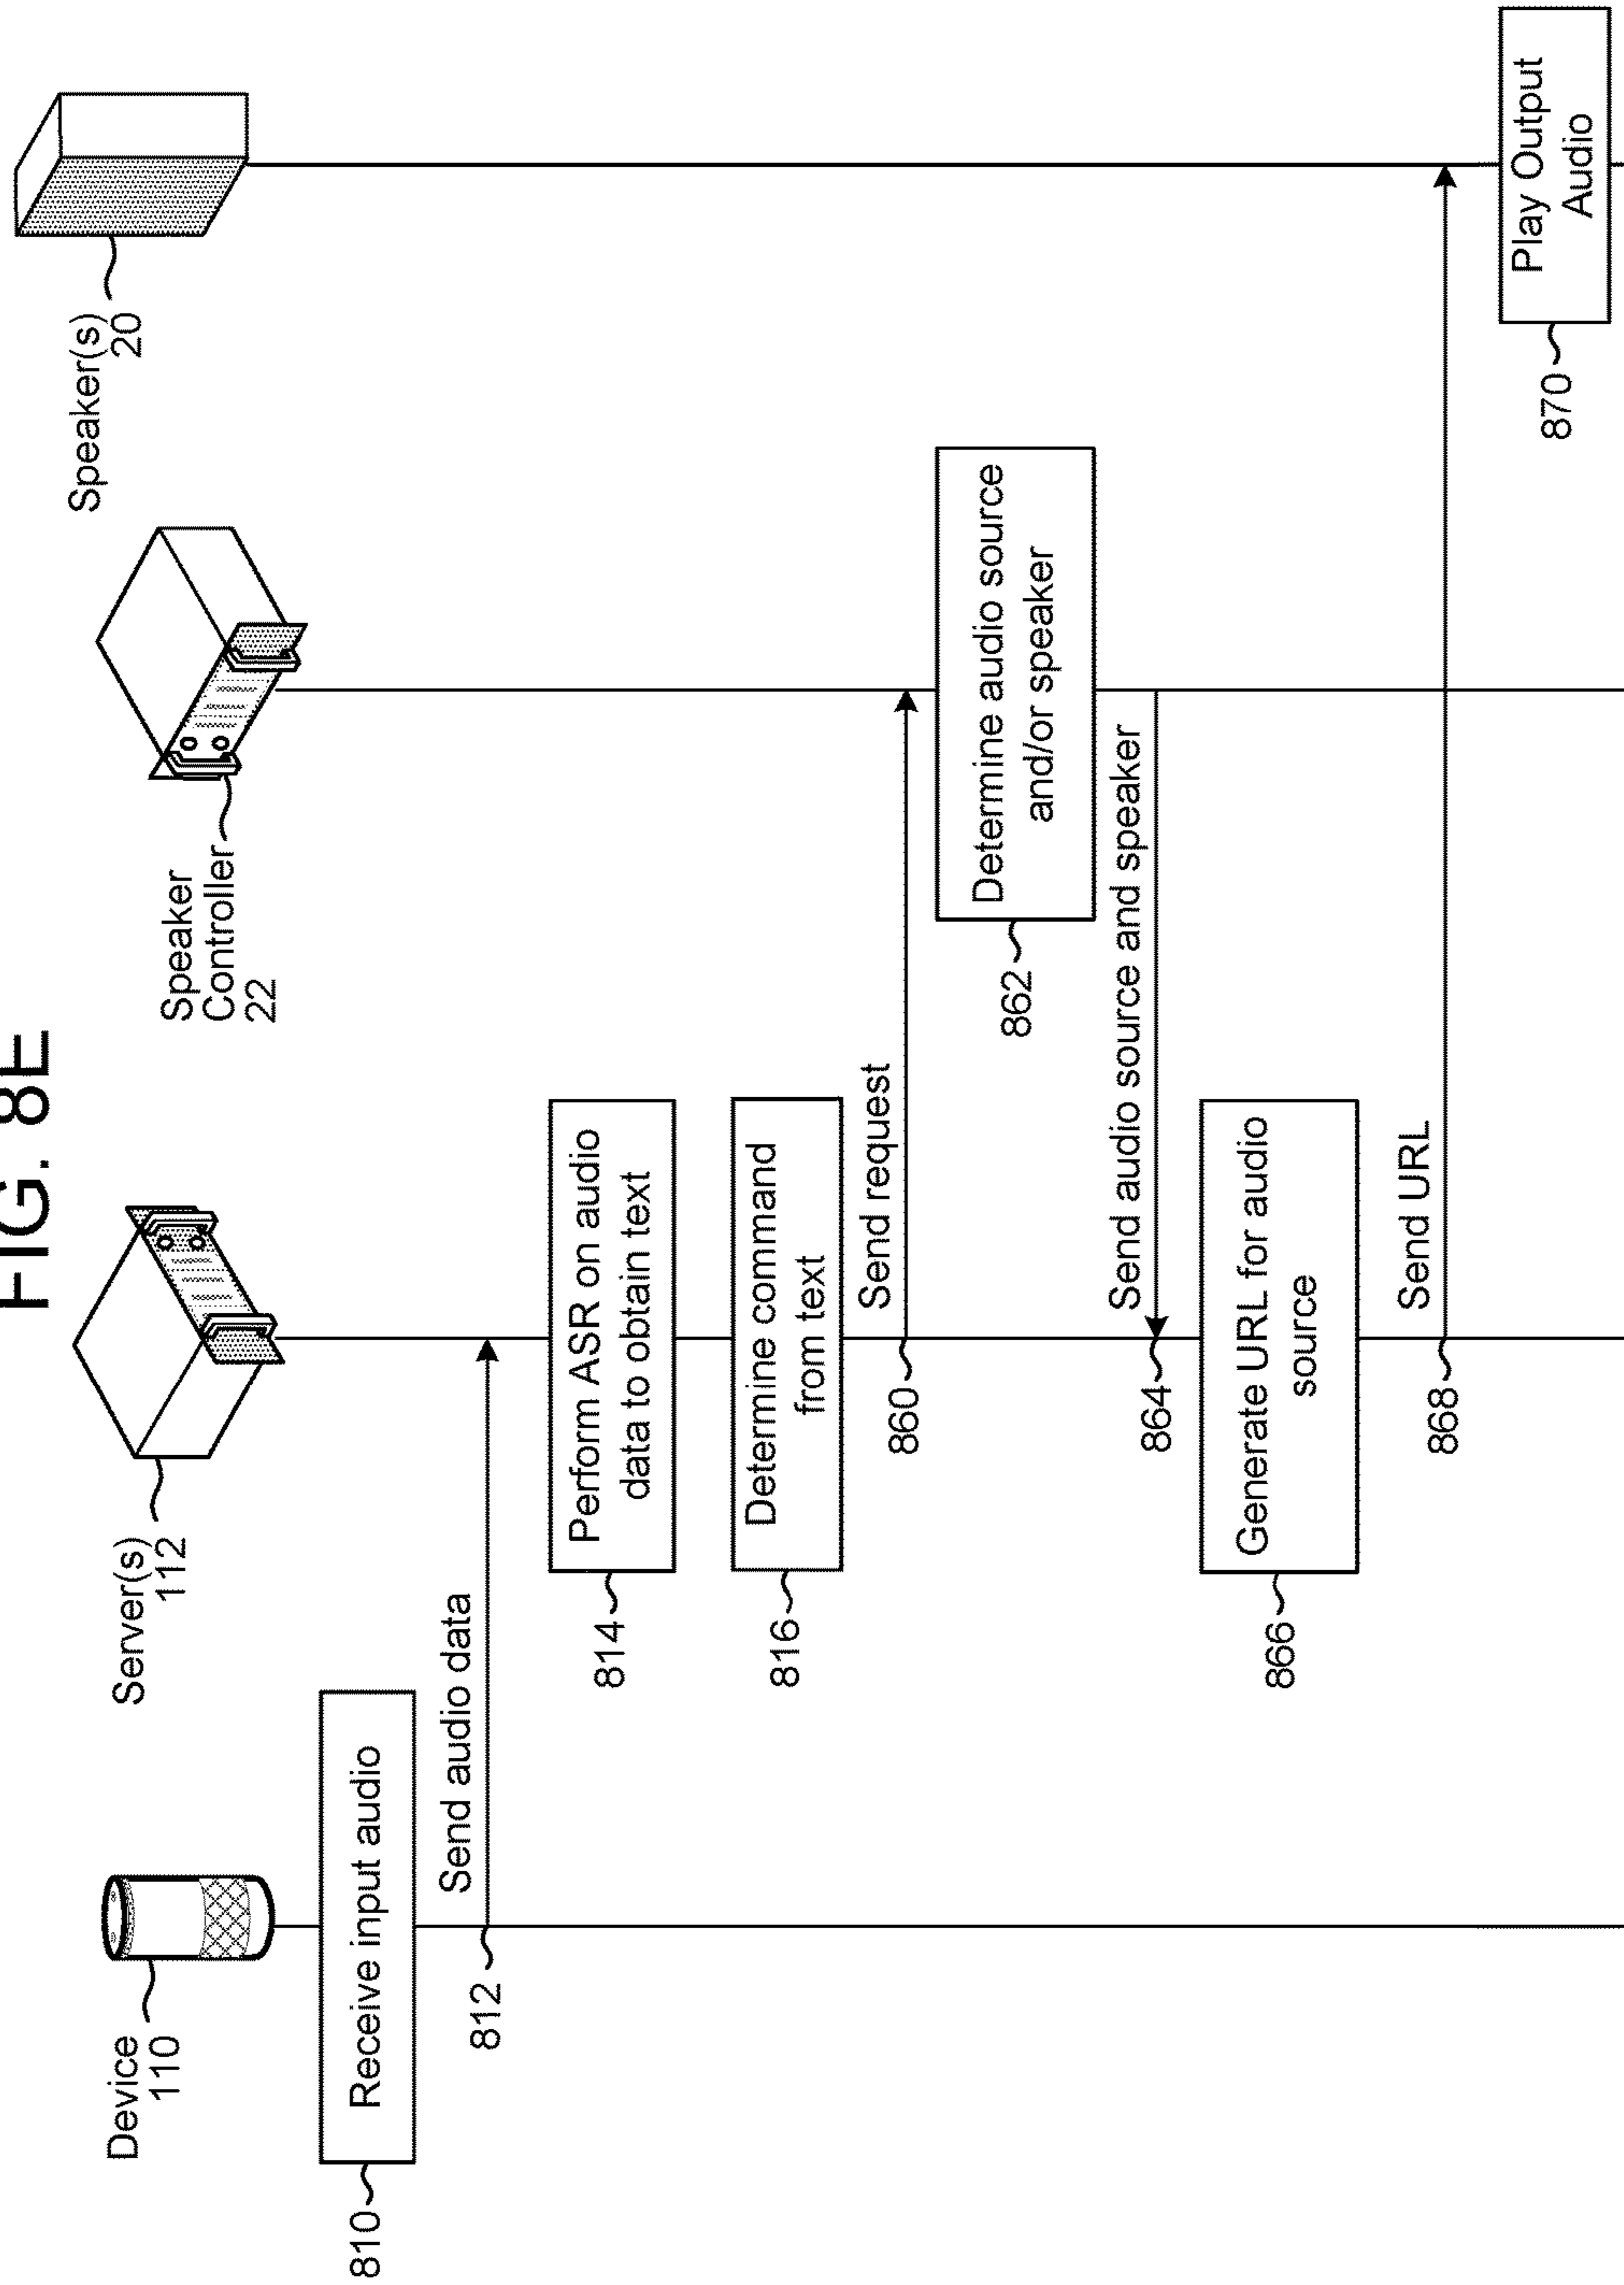 FIG. 8E
Device
110
Server(s)
112
Speaker
Controller
22
Speaker(s)
20
810
Receive input audio
Send audio data
812
814
Perform ASR on audio
data to obtain text
816
Determine command
from text
Send request
860
862
Determine audio source
and/or speaker
Send audio source and speaker
864
866
Generate URL for audio
source
Send URL
868
870
Play Output
Audio